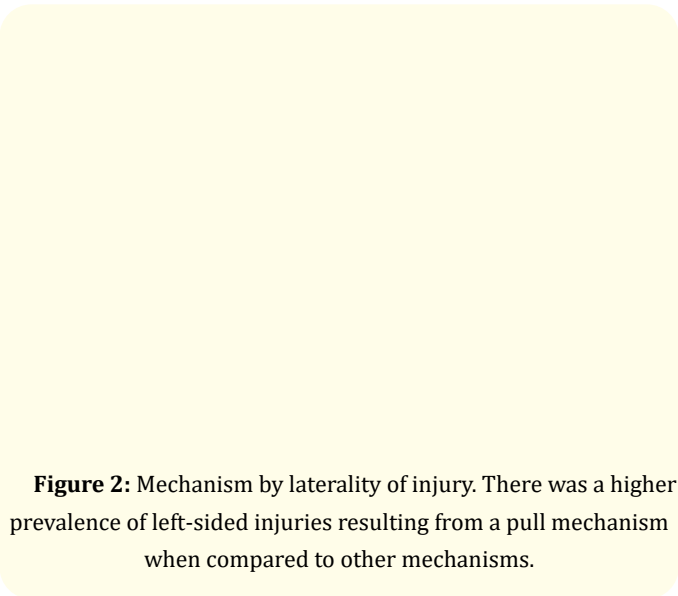 Figure 2: Mechanism by laterality of injury. There was a higher
prevalence of left-sided injuries resulting from a pull mechanism
when compared to other mechanisms.